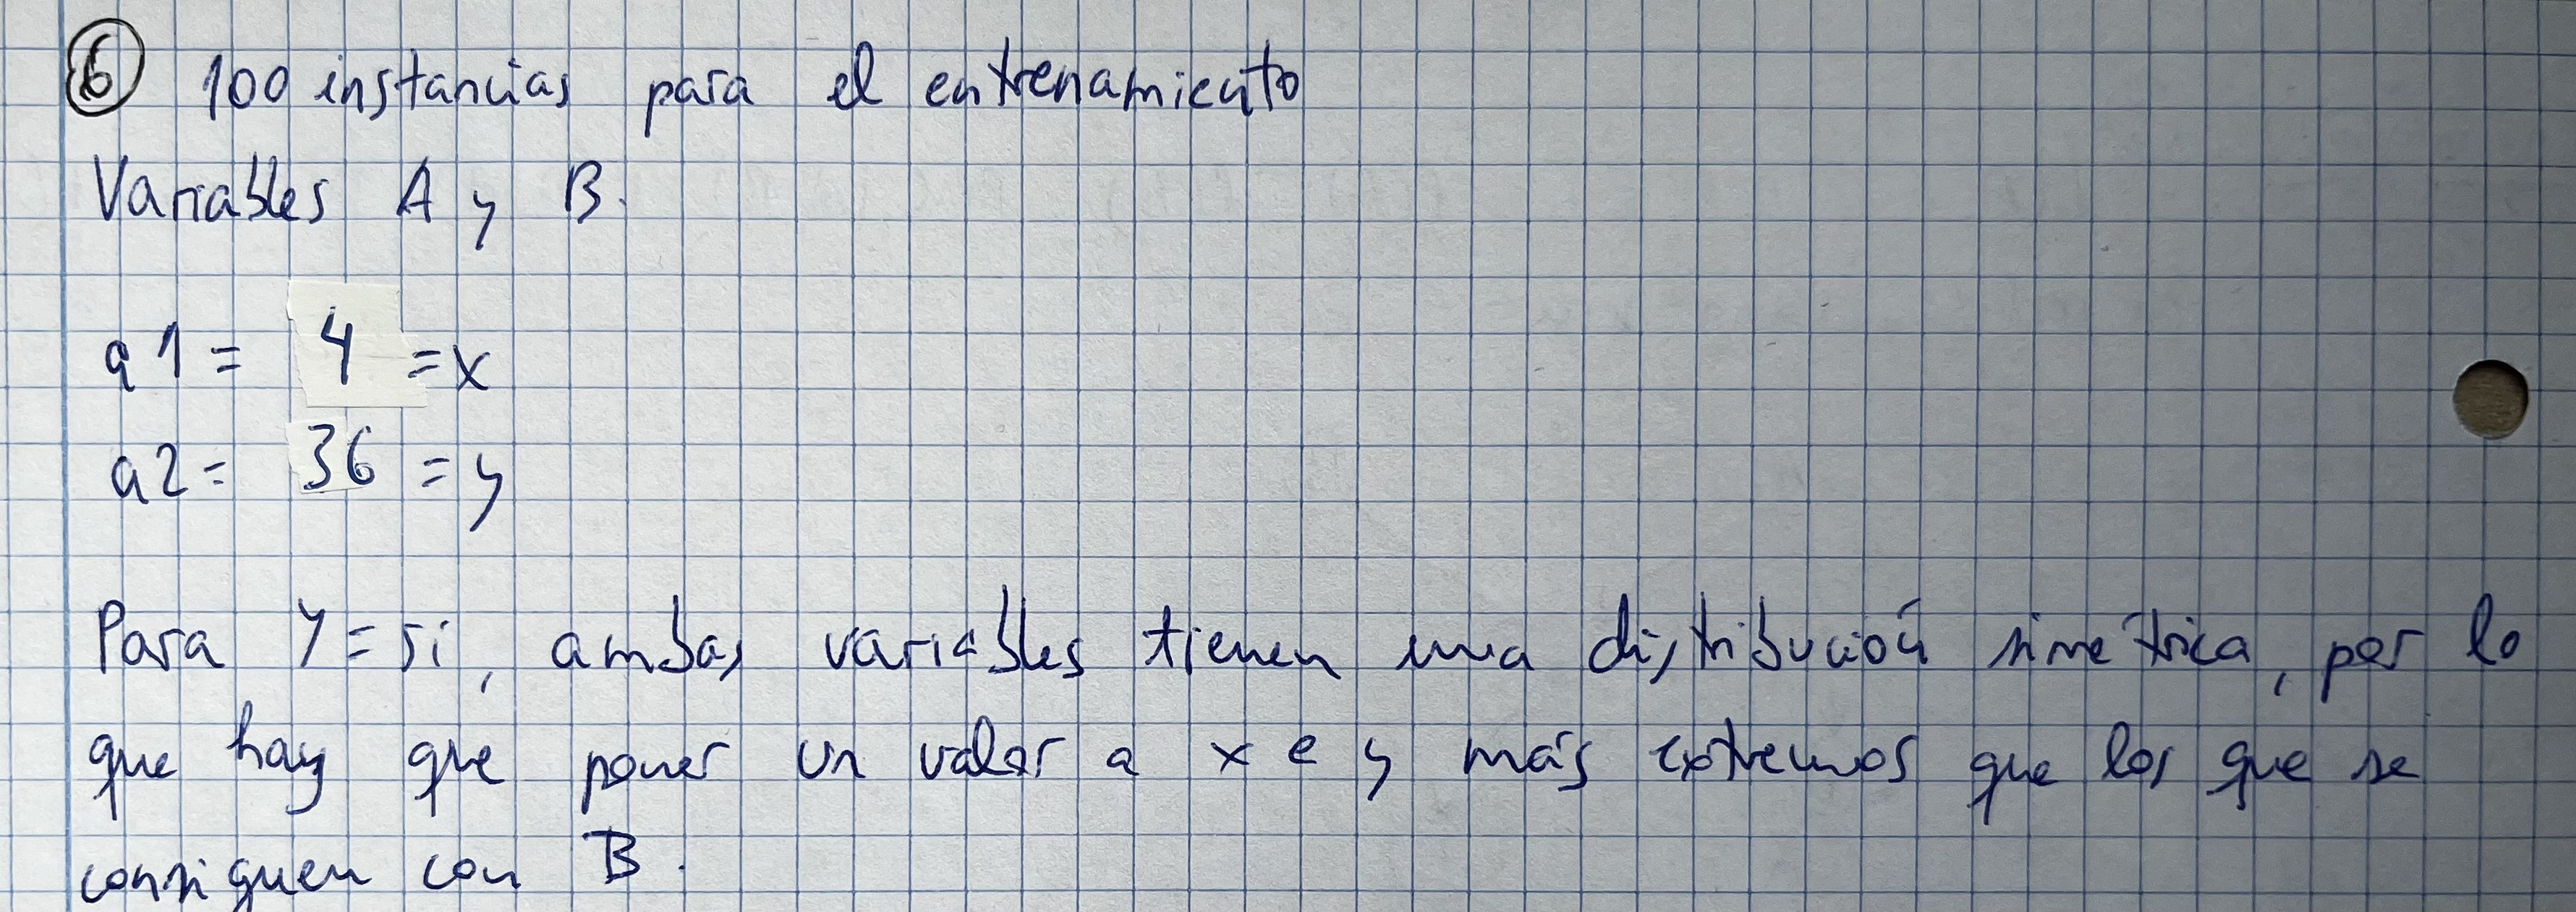 6 100 instancias para el entrenamiento
Variables A y B.
a1 = 4 = x
a2 = 36 = y
Para Y = sí, ambas variables tienen una distribución simétrica, por lo
que hay que poner un valor a x e y más extremos que los que se
consiguen con B.